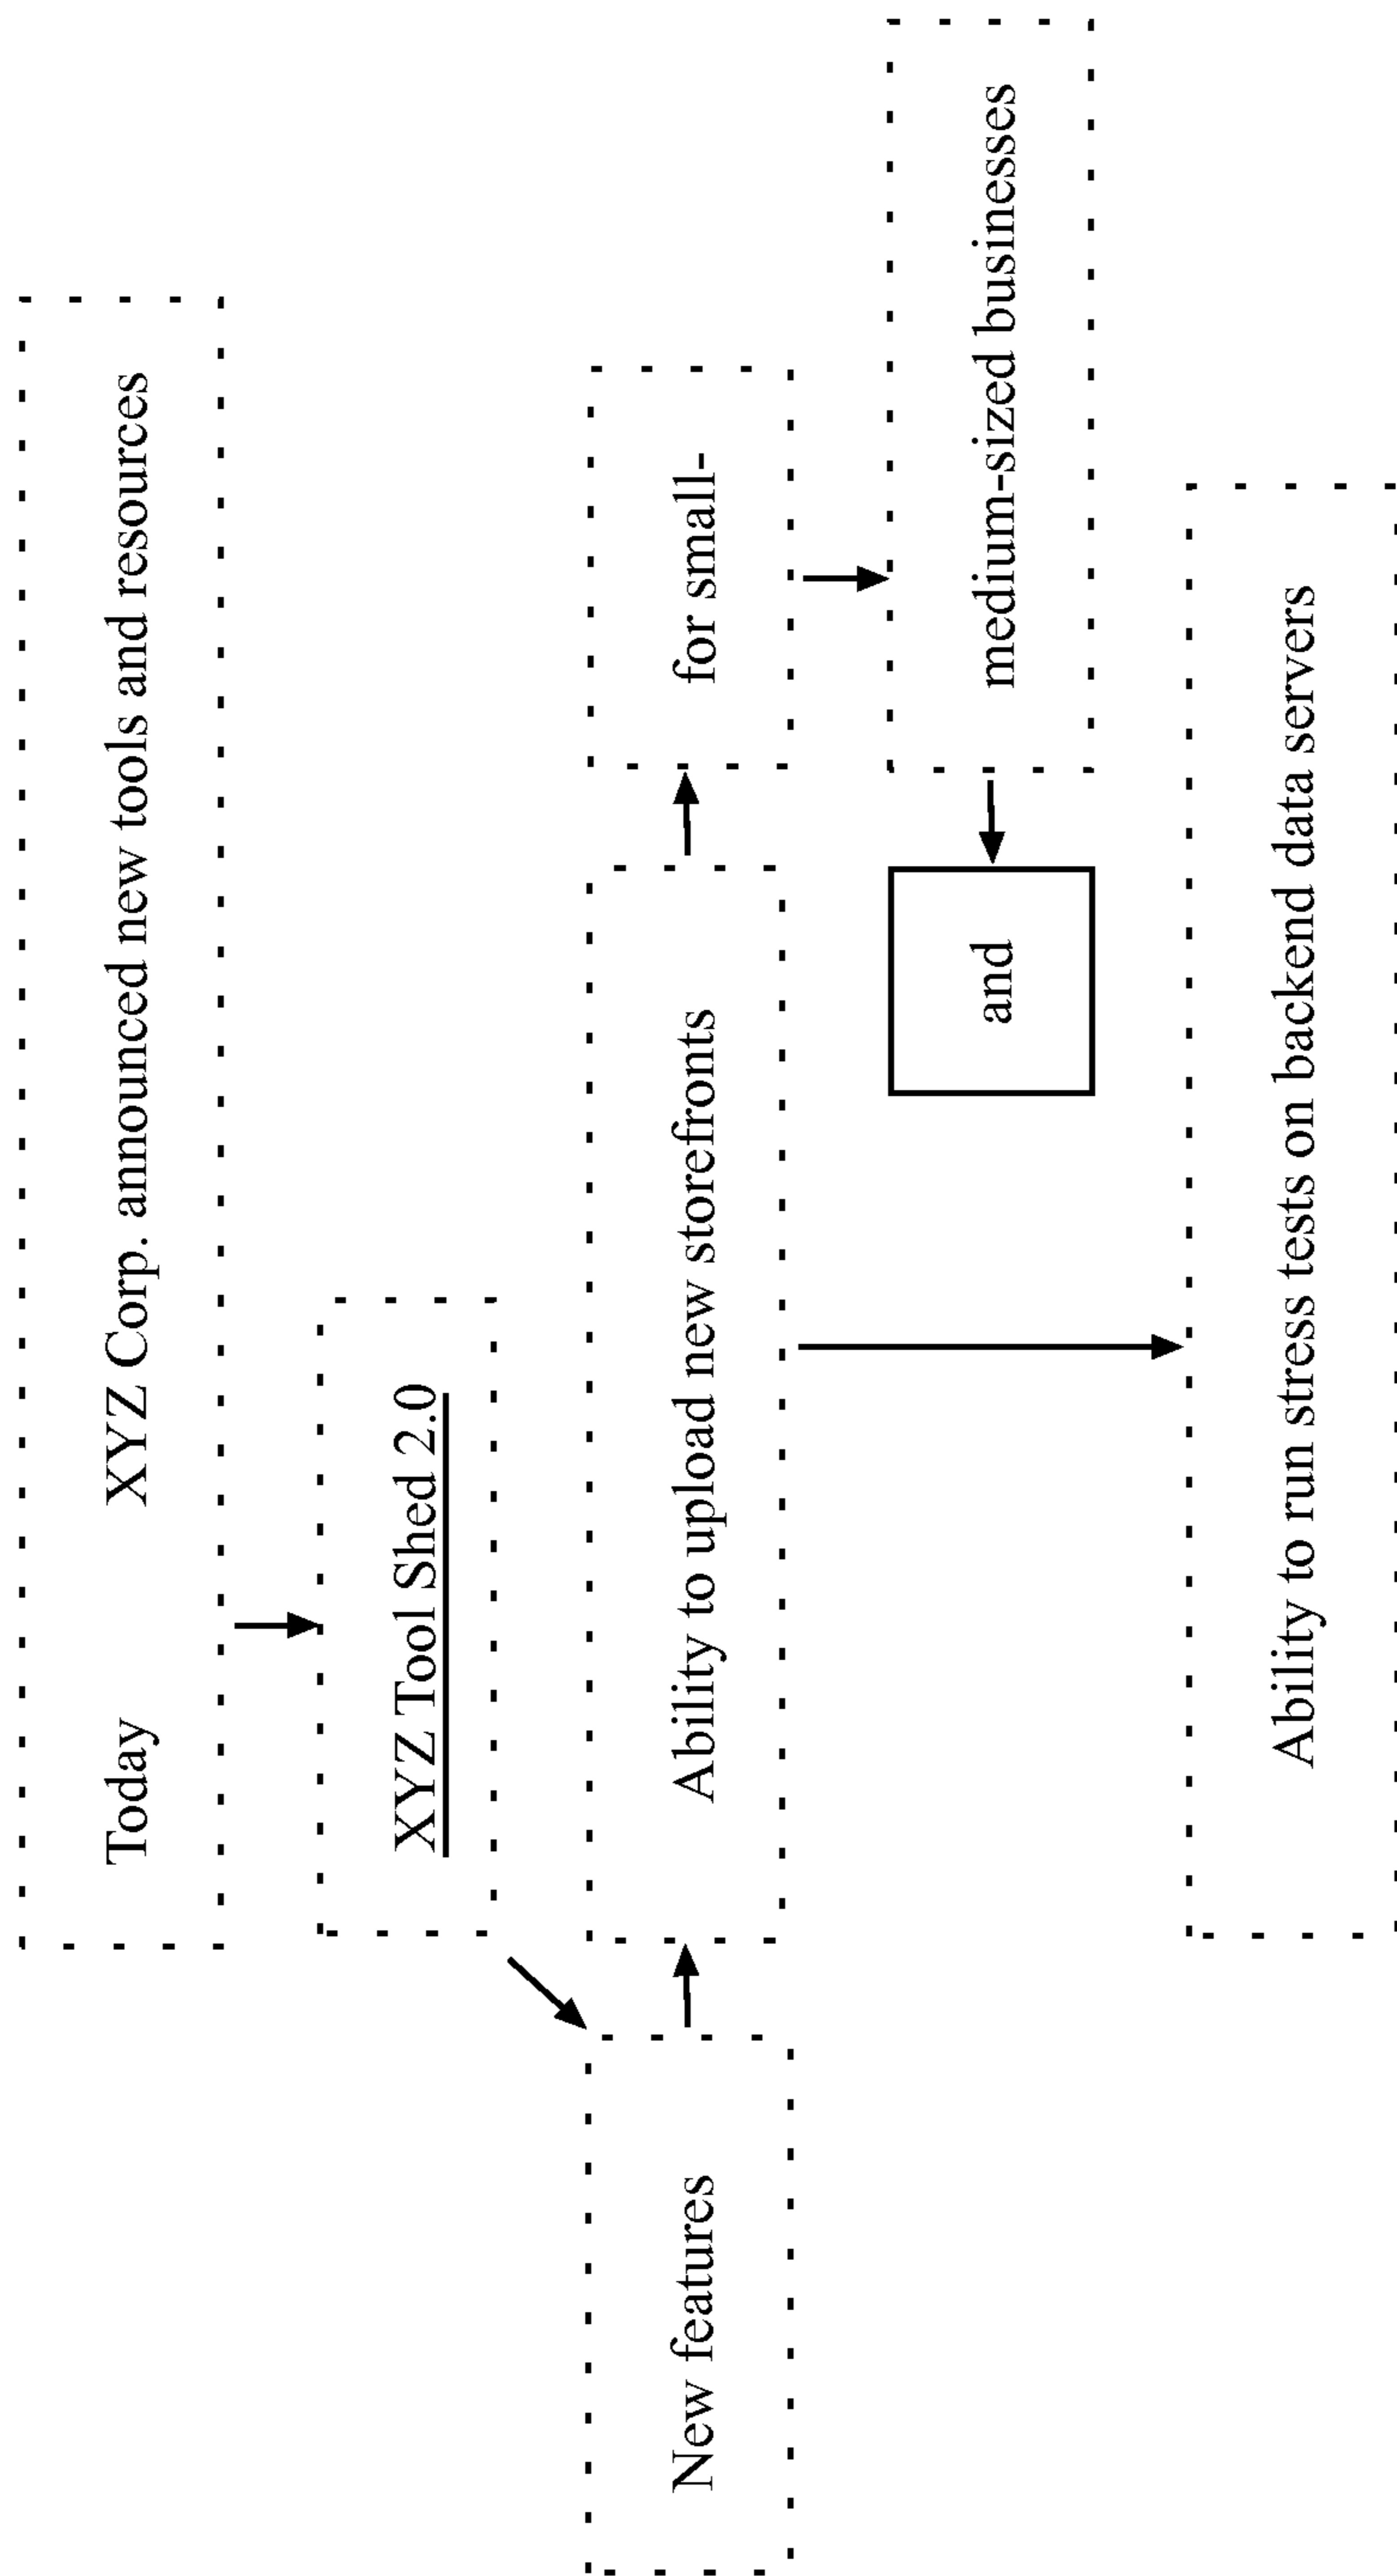 Today XYZ Corp. announced new tools and resources
XYZ Tool Shed 2.0
New features
Ability to upload new storefronts
for small-
medium-sized businesses
and
Ability to run stress tests on backend data servers